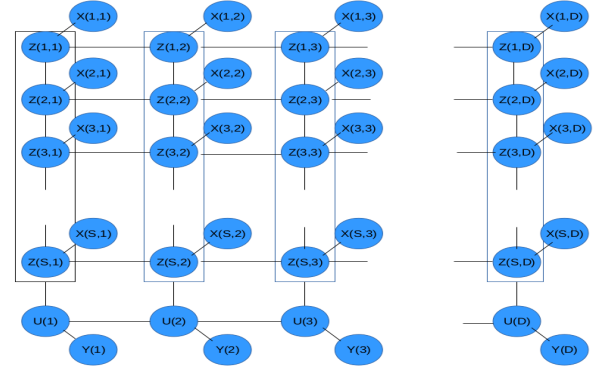 X(1,1) X(1,2) X(1,3) X(1,D)
Z(1,1) Z(1,2) Z(1,3) Z(1,D)
X(2,1) X(2,2) X(2,3) X(2,D)
Z(2,1) Z(2,2) Z(2,3) Z(2,D)
X(3,1) X(3,2) X(3,3) X(3,D)
Z(3,1) Z(3,2) Z(3,3) Z(3,D)
X(S,1) X(S,2) X(S,3) X(S,D)
Z(S,1) Z(S,2) Z(S,3) Z(S,D)
U(1) U(2) U(3) U(D)
Y(1) Y(2) Y(3) Y(D)